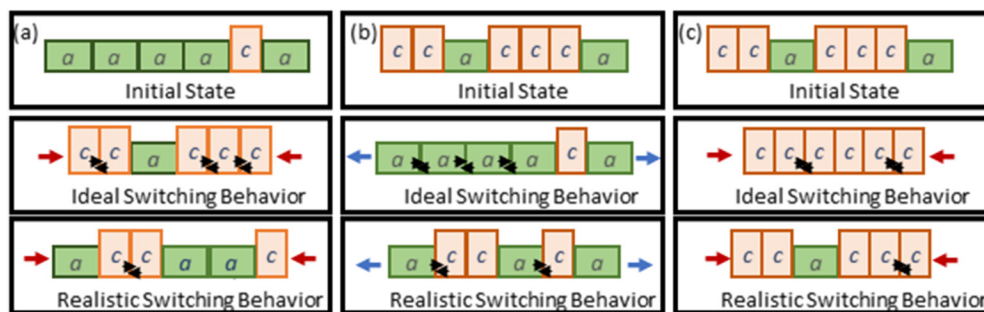 (a) a a a a c a
Initial State
c c a c c c
Ideal Switching Behavior
a c c a a c
Realistic Switching Behavior
(b) c c a c c c a
Initial State
a a a a c a
Ideal Switching Behavior
a c c a c a
Realistic Switching Behavior
(c) c c a c c c a
Initial State
c c c c c c
Ideal Switching Behavior
c c a c c c
Realistic Switching Behavior